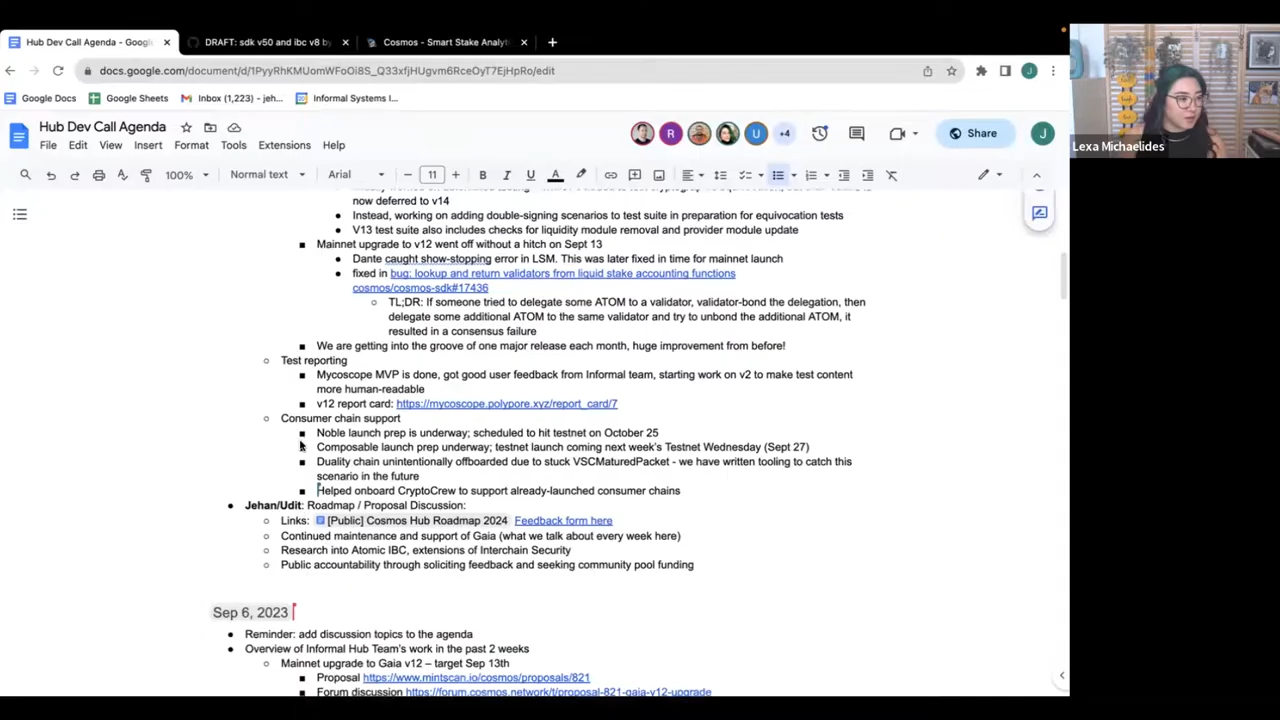 Hub Dev Call Agenda - Googl
DRAFT: sdk v50 and ibc v8 by
Cosmos - Smart Stake Analyt
docs.google.com/document/d/1PyyRhKMUomWFoOi8S_Q33xfjHUgvm6RceOyT7EjHpRo/edit
Google Docs
Google Sheets
Inbox (1,223) - jeh...
Informal Systems I...
Hub Dev Call Agenda
File Edit View Insert Format Tools Extensions Help
R
U
+4
Share
J
100%
Normal text
Arial
11
Lexa Michaelides
now deferred to v14
Instead, working on adding double-signing scenarios to test suite in preparation for equivocation tests
V13 test suite also includes checks for liquidity module removal and provider module update
Mainnet upgrade to v12 went off without a hitch on Sept 13
Dante caught show-stopping error in LSM. This was later fixed in time for mainnet launch
fixed in bug: lookup and return validators from liquid stake accounting functions
cosmos/cosmos-sdk#17436
TL;DR: If someone tried to delegate some ATOM to a validator, validator-bond the delegation, then
delegate some additional ATOM to the same validator and try to unbond the additional ATOM, it
resulted in a consensus failure
We are getting into the groove of one major release each month, huge improvement from before!
Test reporting
Mycoscope MVP is done, got good user feedback from Informal team, starting work on v2 to make test content
more human-readable
v12 report card: https://mycoscope.polypore.xyz/report_card/7
Consumer chain support
Noble launch prep is underway; scheduled to hit testnet on October 25
Composable launch prep underway; testnet launch coming next week's Testnet Wednesday (Sept 27)
Duality chain unintentionally offboarded due to stuck VSCMaturedPacket - we have written tooling to catch this
scenario in the future
Helped onboard CryptoCrew to support already-launched consumer chains
Jehan/Udit: Roadmap / Proposal Discussion:
Links: [Public] Cosmos Hub Roadmap 2024 Feedback form here
Continued maintenance and support of Gaia (what we talk about every week here)
Research into Atomic IBC, extensions of Interchain Security
Public accountability through soliciting feedback and seeking community pool funding
Sep 6, 2023
Reminder: add discussion topics to the agenda
Overview of Informal Hub Team's work in the past 2 weeks
Mainnet upgrade to Gaia v12 – target Sep 13th
Proposal https://www.mintscan.io/cosmos/proposals/821
Forum discussion https://forum.cosmos.network/t/proposal-821-gaia-v12-upgrade